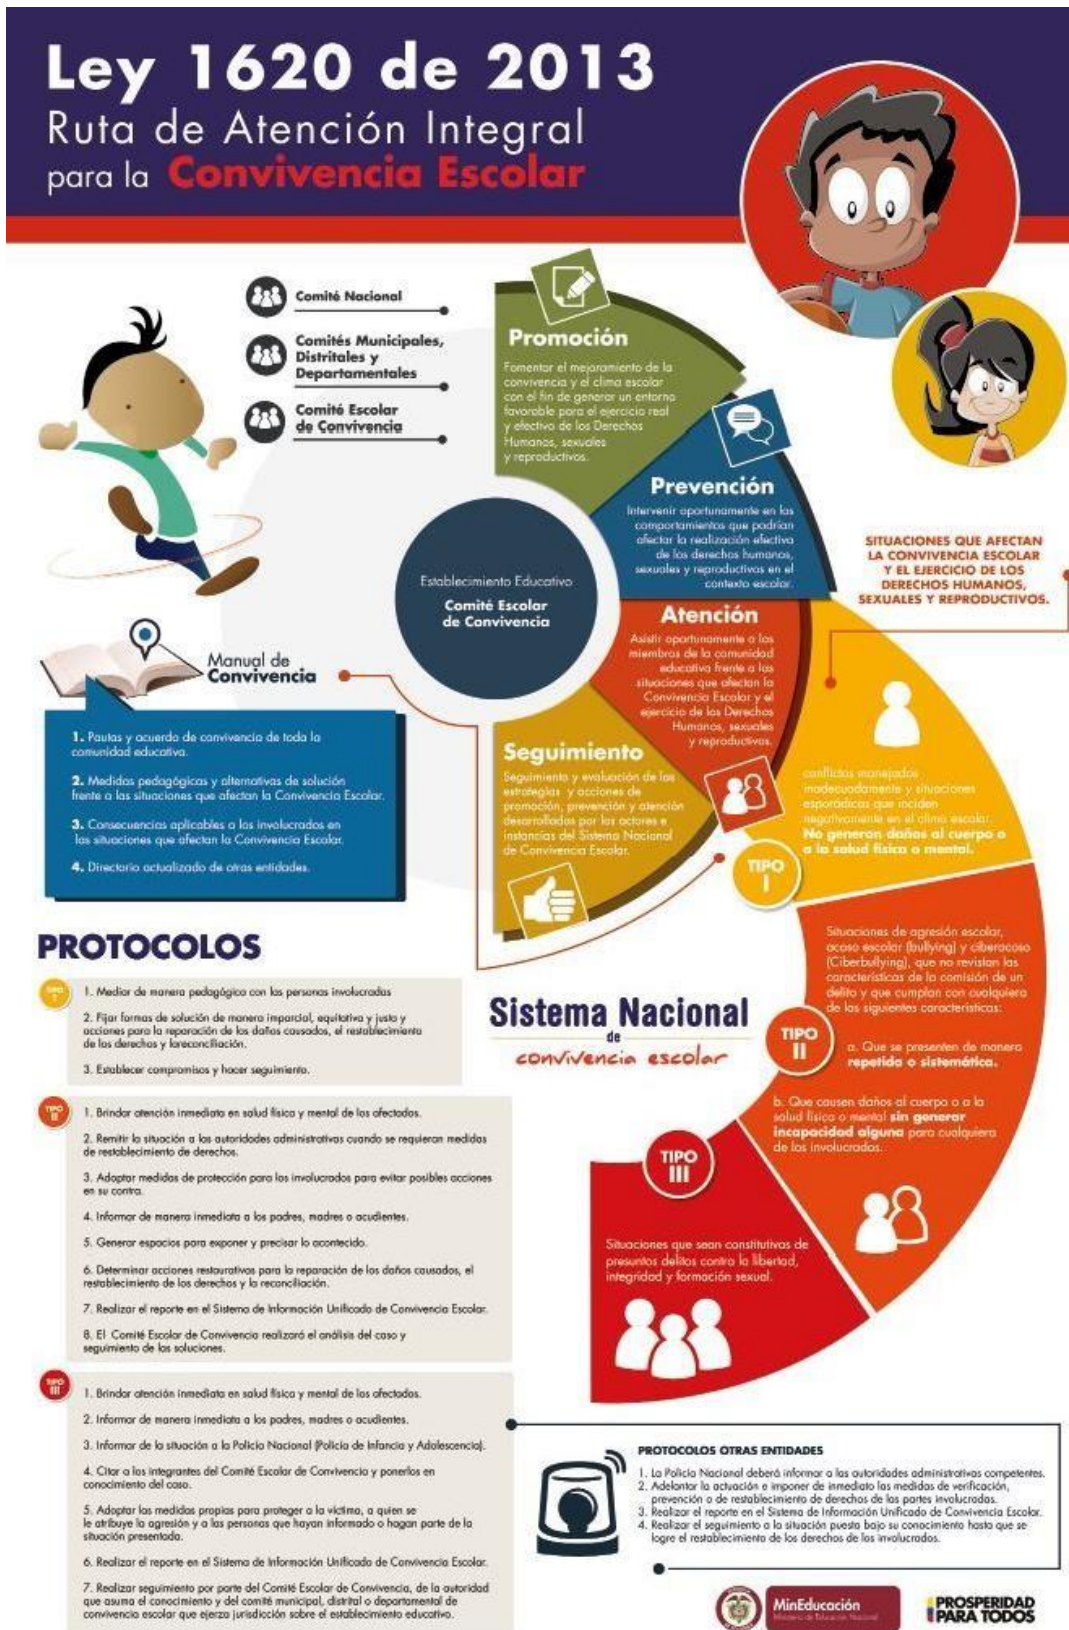 Ley 1620 de 2013
Ruta de Atención Integral
para la Convivencia Escolar
Comité Nacional
Comités Municipales,
Distritales y
Departamentales
Comité Escolar
de Convivencia
Promoción
Fomentar el mejoramiento de la
convivencia y el clima escolar
con el fin de generar un entorno
favorable para el ejercicio real
y efectivo de los Derechos
Humanos, sexuales
y reproductivos.
Prevención
Intervenir oportunamente en los
comportamientos que podrían
afectar la realización efectiva
de los derechos humanos,
sexuales y reproductivos en el
contexto escolar.
SITUACIONES QUE AFECTAN
LA CONVIVENCIA ESCOLAR
Y EL EJERCICIO DE LOS
DERECHOS HUMANOS,
SEXUALES Y REPRODUCTIVOS.
Establecimiento Educativo
Comité Escolar
de Convivencia
Atención
Asistir oportunamente a los
miembros de la comunidad
educativa frente a las
situaciones que afectan la
Convivencia Escolar y el
ejercicio de los Derechos
Humanos, sexuales
y reproductivos.
Manual de
Convivencia
1. Pautas y acuerdo de convivencia de toda la
comunidad educativa.
2. Medidas pedagógicas y alternativas de solución
frente a las situaciones que afectan la Convivencia Escolar.
3. Consecuencias aplicables a los involucrados en
las situaciones que afectan la Convivencia Escolar.
4. Directorio actualizado de otras entidades.
Seguimiento
Seguimiento y evaluación de las
estrategias y acciones de
promoción, prevención y atención
desarrolladas por los actores e
instancias del Sistema Nacional
de Convivencia Escolar.
conflictos manejados
inadecuadamente y situaciones
esporádicas que inciden
negativamente en el clima escolar.
No generan daños al cuerpo o
a la salud física o mental.
TIPO
I
Situaciones de agresión escolar,
acoso escolar (bullying) y ciberacoso
(Ciberbullying), que no revistan las
características de la comisión de un
delito y que cumplan con cualquiera
de las siguientes características:
TIPO
II
a. Que se presenten de manera
repetida o sistemática.
b. Que causen daños al cuerpo o a la
salud física o mental sin generar
incapacidad alguna para cualquiera
de los involucrados.
TIPO
III
Situaciones que sean constitutivas de
presuntos delitos contra la libertad,
integridad y formación sexual.
Sistema Nacional
de
convivencia escolar
PROTOCOLOS
TIPO
I
1. Mediar de manera pedagógica con las personas involucradas
2. Fijar formas de solución de manera imparcial, equitativa y justa y
acciones para la reparación de los daños causados, el restablecimiento
de los derechos y lareconciliación.
3. Establecer compromisos y hacer seguimiento.
TIPO
II
1. Brindar atención inmediata en salud física y mental de los afectados.
2. Remitir la situación a las autoridades administrativas cuando se requieran medidas
de restablecimiento de derechos.
3. Adoptar medidas de protección para los involucrados para evitar posibles acciones
en su contra.
4. Informar de manera inmediata a los padres, madres o acudientes.
5. Generar espacios para exponer y precisar lo acontecido.
6. Determinar acciones restaurativas para la reparación de los daños causados, el
restablecimiento de los derechos y la reconciliación.
7. Realizar el reporte en el Sistema de Información Unificado de Convivencia Escolar.
8. El Comité Escolar de Convivencia realizará el análisis del caso y
seguimiento de las soluciones.
TIPO
III
1. Brindar atención inmediata en salud física y mental de los afectados.
2. Informar de manera inmediata a los padres, madres o acudientes.
3. Informar de la situación a la Policía Nacional (Policía de Infancia y Adolescencia).
4. Citar a los integrantes del Comité Escolar de Convivencia y ponerlos en
conocimiento del caso.
5. Adoptar las medidas propias para proteger a la víctima, a quien se
le atribuye la agresión y a las personas que hayan informado o hagan parte de la
situación presentada.
6. Realizar el reporte en el Sistema de Información Unificado de Convivencia Escolar.
7. Realizar seguimiento por parte del Comité Escolar de Convivencia, de la autoridad
que asuma el conocimiento y del comité municipal, distrital o departamental de
convivencia escolar que ejerza jurisdicción sobre el establecimiento educativo.
PROTOCOLOS OTRAS ENTIDADES
1. La Policía Nacional deberá informar a las autoridades administrativas competentes.
2. Adelantar la actuación e imponer de inmediato las medidas de verificación,
prevención o de restablecimiento de derechos de las partes involucradas.
3. Realizar el reporte en el Sistema de Información Unificado de Convivencia Escolar.
4. Realizar el seguimiento a la situación puesta bajo su conocimiento hasta que se
logre el restablecimiento de los derechos de los involucrados.
MinEducación
Ministerio de Educación Nacional
PROSPERIDAD
PARA TODOS